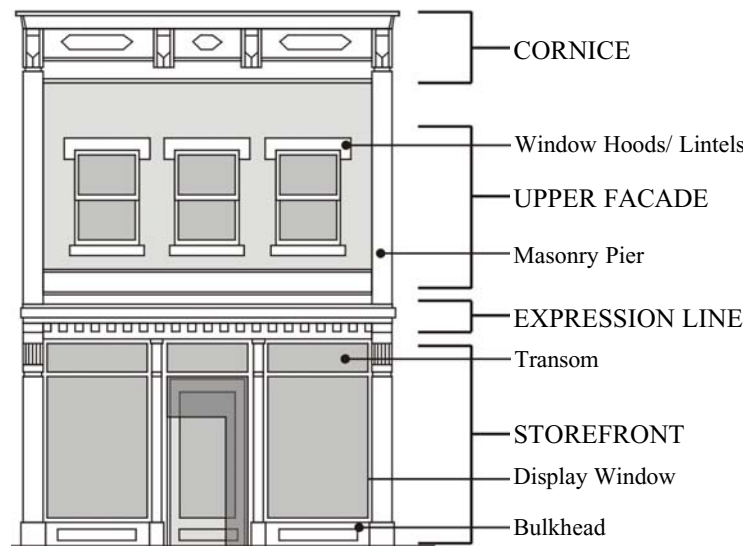 CORNICE
Window Hoods/ Lintels
UPPER FACADE
Masonry Pier
EXPRESSION LINE
Transom
STOREFRONT
Display Window
Bulkhead